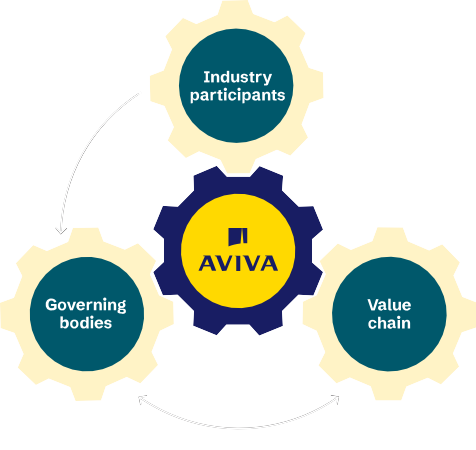 Industry
participants
AVIVA
Governing
bodies
Value
chain